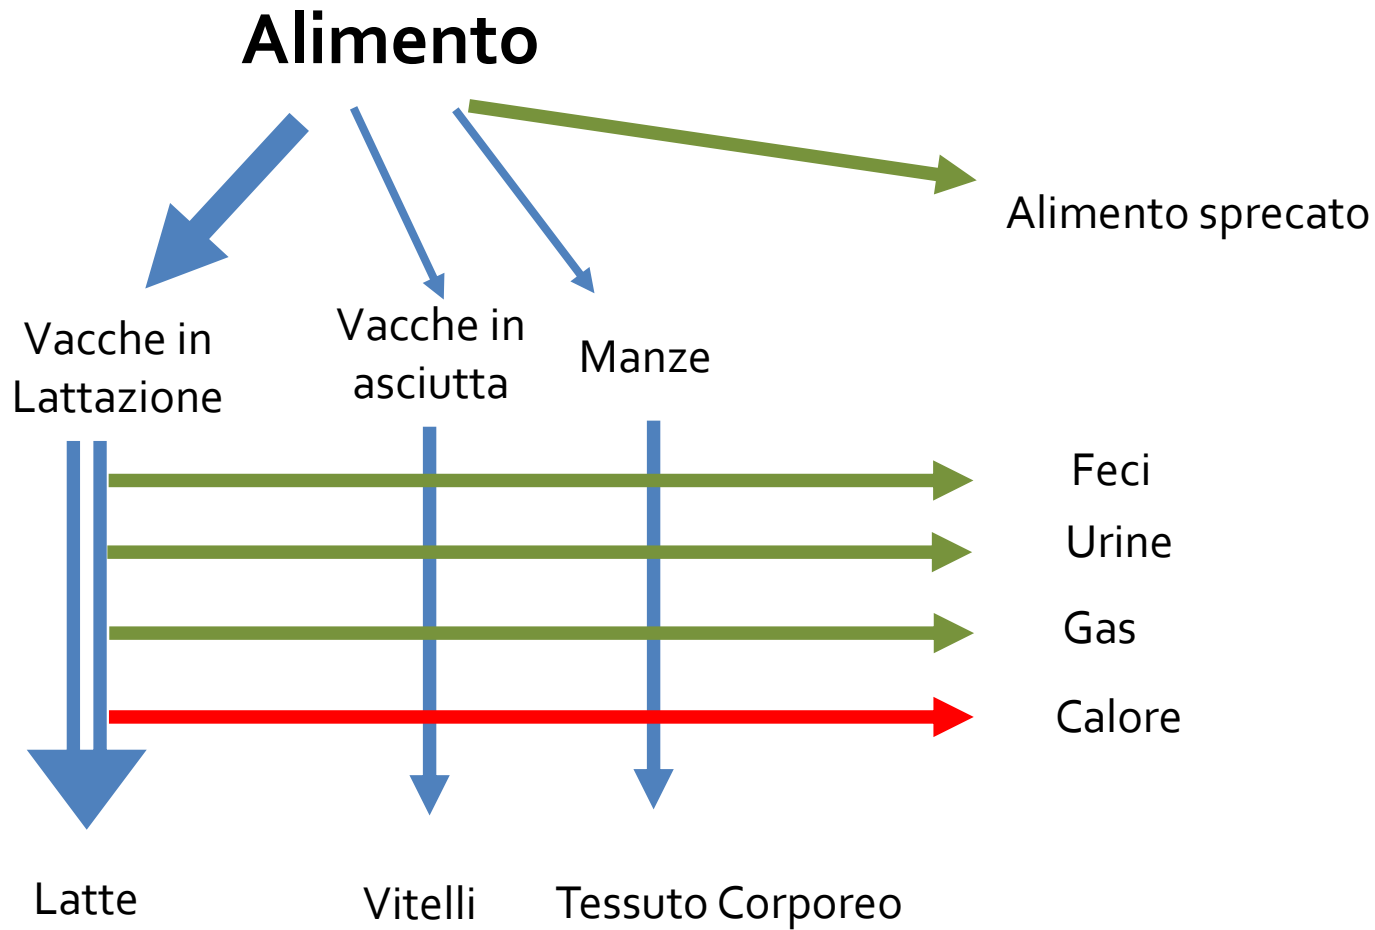 Alimento
Alimento sprecato
Vacche in
Lattazione
Vacche in
asciutta
Manze
Feci
Urine
Gas
Calore
Latte
Vitelli
Tessuto Corporeo